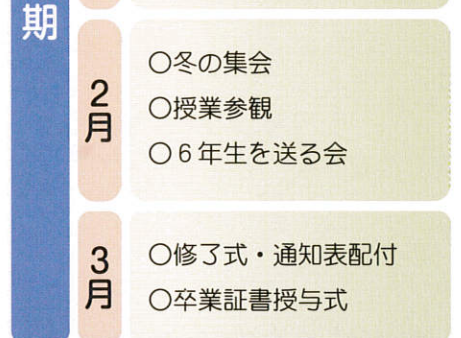 期
2月
○冬の集会
○授業参観
○6年生を送る会
3月
○修了式・通知表配付
○卒業証書授与式